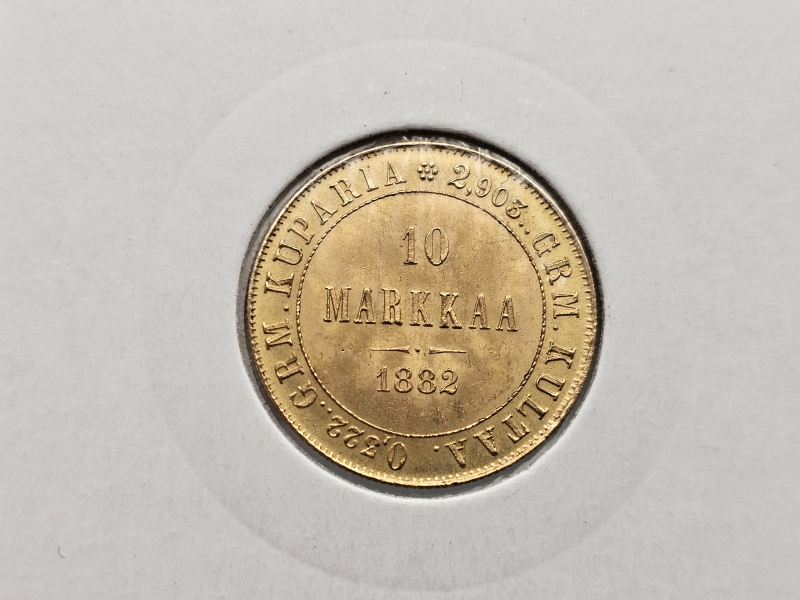 2,903..GRM.KULTAA. 0,322..GRM.KUPARIA
10
MARKKAA
1882